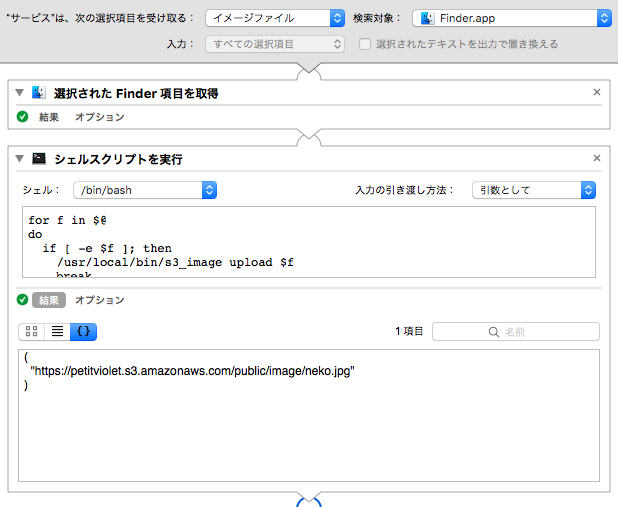 "サービス"は、次の選択項目を受け取る： イメージファイル 検索対象： Finder.app
入力： すべての選択項目 選択されたテキストを出力で置き換える
選択された Finder 項目を取得
結果 オプション
シェルスクリプトを実行
シェル： /bin/bash 入力の引き渡し方法： 引数として
for f in $@
do
if [ -e $f ]; then
/usr/local/bin/s3_image upload $f
break
結果 オプション
{} 1 項目 名前
(
"https://petitviolet.s3.amazonaws.com/public/image/neko.jpg"
)